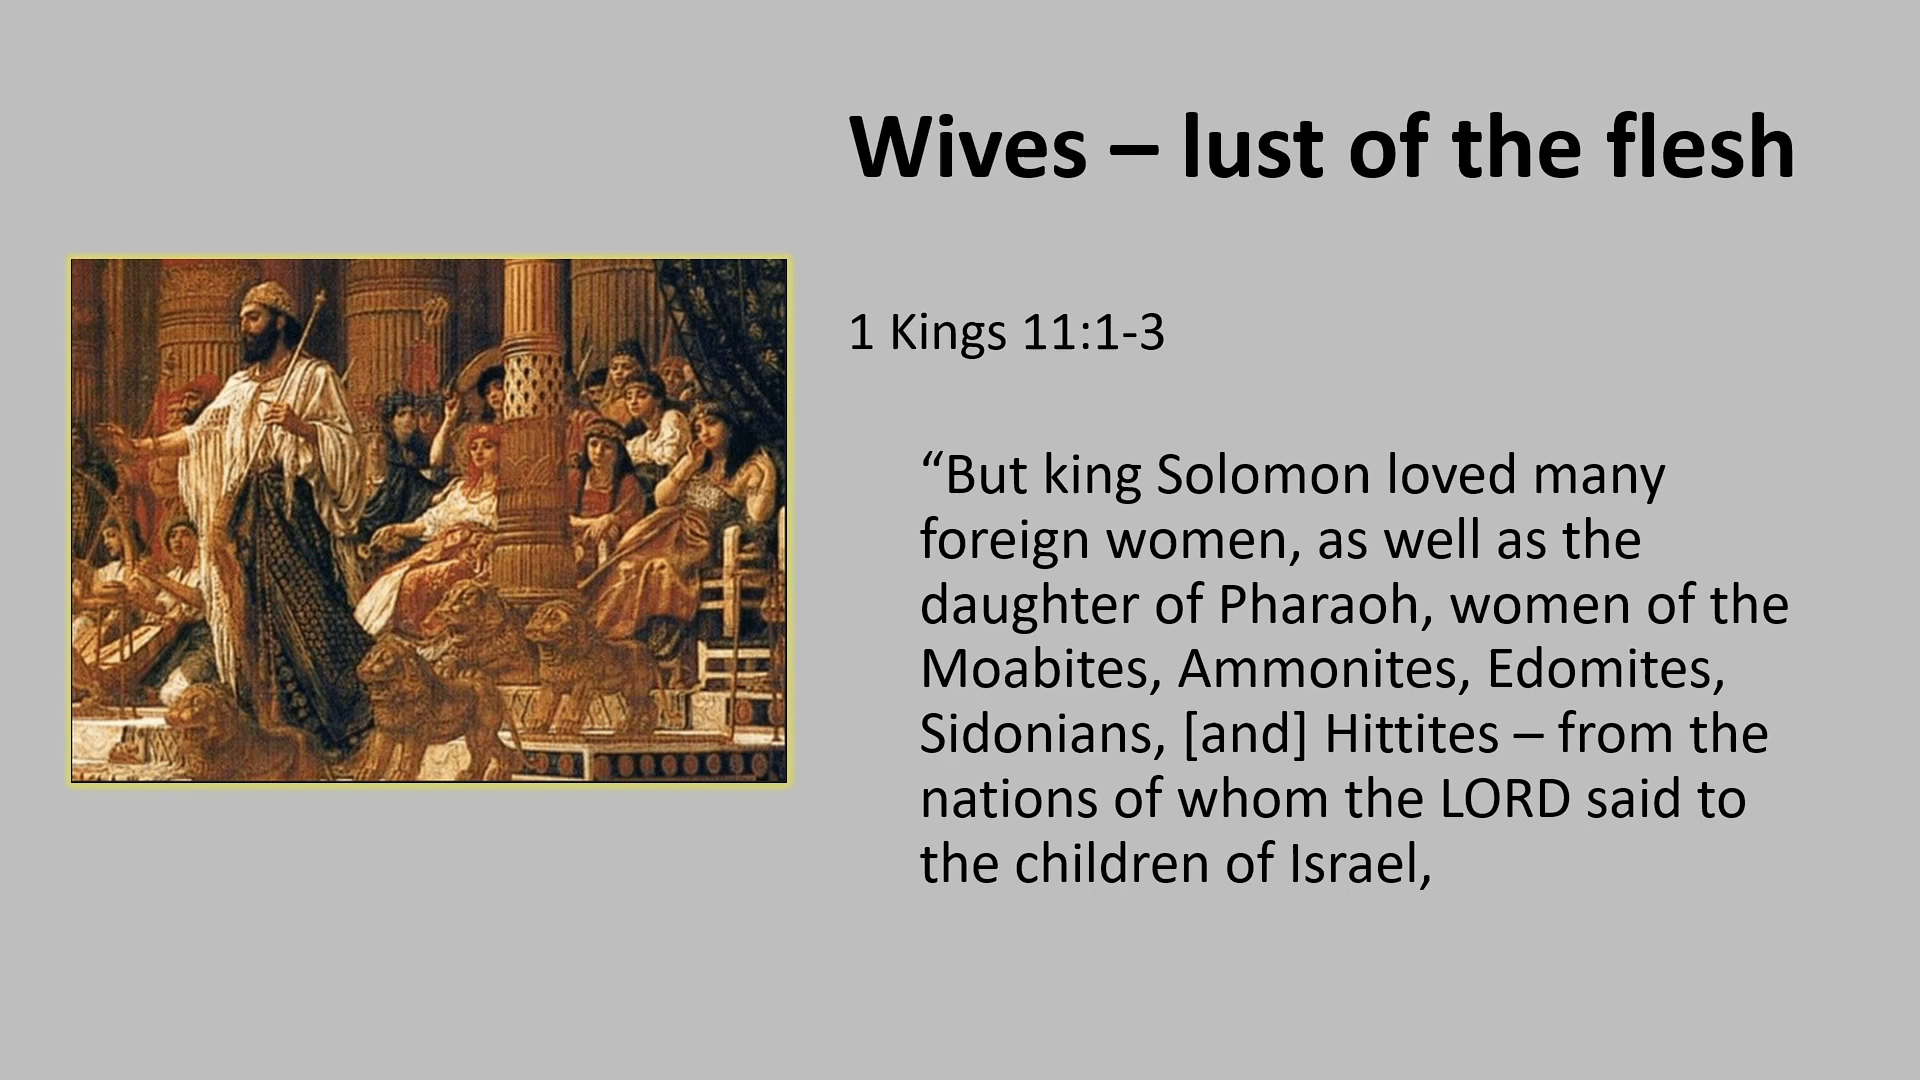 Wives – lust of the flesh
1 Kings 11:1-3
“But king Solomon loved many
foreign women, as well as the
daughter of Pharaoh, women of the
Moabites, Ammonites, Edomites,
Sidonians, [and] Hittites – from the
nations of whom the LORD said to
the children of Israel,